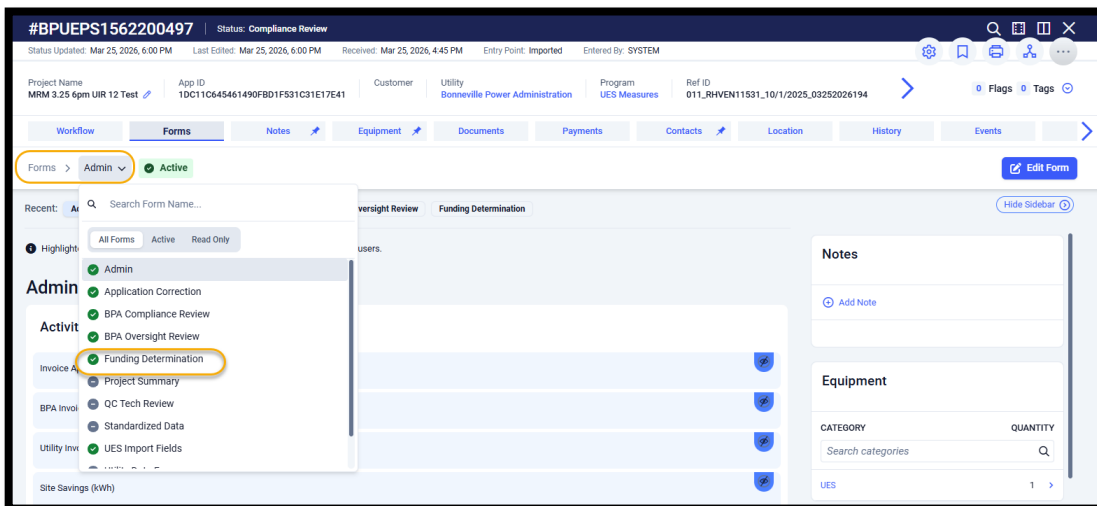 #BPUEPS1562200497 Status: Compliance Review
Status Updated: Mar 25, 2026, 6:00 PM Last Edited: Mar 25, 2026, 6:00 PM Received: Mar 25, 2026, 4:45 PM Entry Point: Imported Entered By: SYSTEM
Project Name App ID Customer Utility Program Ref ID
MRM 3.25 6pm UIR 12 Test 1DC11C645461490FBD1F531C31E17E41 Bonneville Power Administration UES Measures 011_RHVEN11531_10/1/2025_03252026194 0 Flags 0 Tags
Workflow Forms Notes Equipment Documents Payments Contacts Location History Events
Forms > Admin Active Edit Form
Recent: versight Review Funding Determination Hide Sidebar
Search Form Name...
All Forms Active Read Only
Highlight users.
Admin
Application Correction
BPA Compliance Review
BPA Oversight Review
Funding Determination
Project Summary
QC Tech Review
Standardized Data
UES Import Fields
Admin
Activit
Invoice A
BPA Invoi
Utility Inv
Site Savings (kWh)
Notes
Add Note
Equipment
CATEGORY QUANTITY
Search categories
UES 1 >